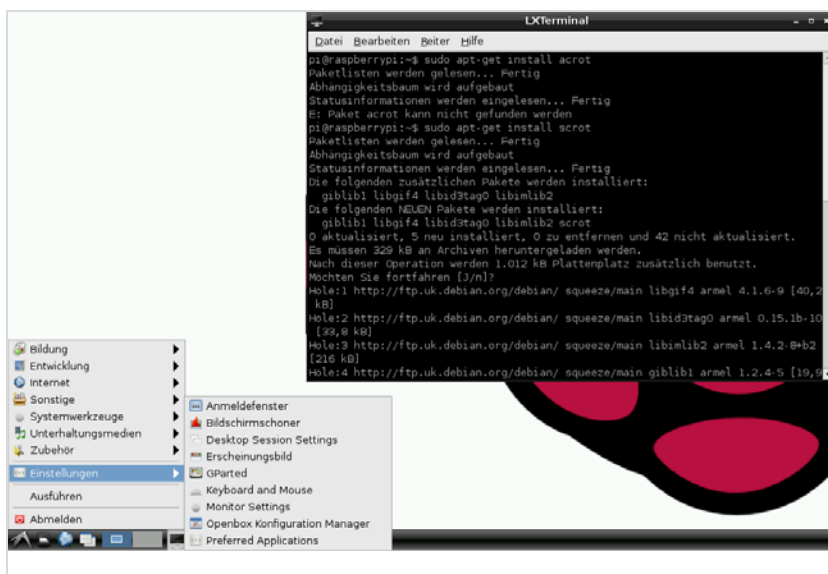 LXTerminal
Datei Bearbeiten Reiter Hilfe
pi@raspberrypi:~$ sudo apt-get install acrot
Paketlisten werden gelesen... Fertig
Abhängigkeitsbaum wird aufgebaut
Statusinformationen werden eingelesen... Fertig
E: Paket acrot kann nicht gefunden werden
pi@raspberrypi:~$ sudo apt-get install scrot
Paketlisten werden gelesen... Fertig
Abhängigkeitsbaum wird aufgebaut
Statusinformationen werden eingelesen... Fertig
Die folgenden zusätzlichen Pakete werden installiert:
giblib1 libgif4 libid3tag0 libimlib2
Die folgenden NEUEN Pakete werden installiert:
giblib1 libgif4 libid3tag0 libimlib2 scrot
0 aktualisiert, 5 neu installiert, 0 zu entfernen und 42 nicht aktualisiert.
Es müssen 329 kB an Archiven heruntergeladen werden.
Nach dieser Operation werden 1.012 kB Plattenplatz zusätzlich benutzt.
Möchten Sie fortfahren [J/n]?
Hole:1 http://ftp.uk.debian.org/debian/ squeeze/main libgif4 armel 4.1.6-9 [40,2
kB]
Hole:2 http://ftp.uk.debian.org/debian/ squeeze/main libid3tag0 armel 0.15.1b-10
[33,8 kB]
Hole:3 http://ftp.uk.debian.org/debian/ squeeze/main libimlib2 armel 1.4.2-8+b2
[216 kB]
Hole:4 http://ftp.uk.debian.org/debian/ squeeze/main giblib1 armel 1.2.4-5 [19,9
Bildung
Entwicklung
Internet
Sonstige
Systemwerkzeuge
Unterhaltungsmedien
Zubehör
Einstellungen
Ausführen
Abmelden
Anmeldefenster
Bildschirmschoner
Desktop Session Settings
Erscheinungsbild
GParted
Keyboard and Mouse
Monitor Settings
Openbox Konfiguration Manager
Preferred Applications